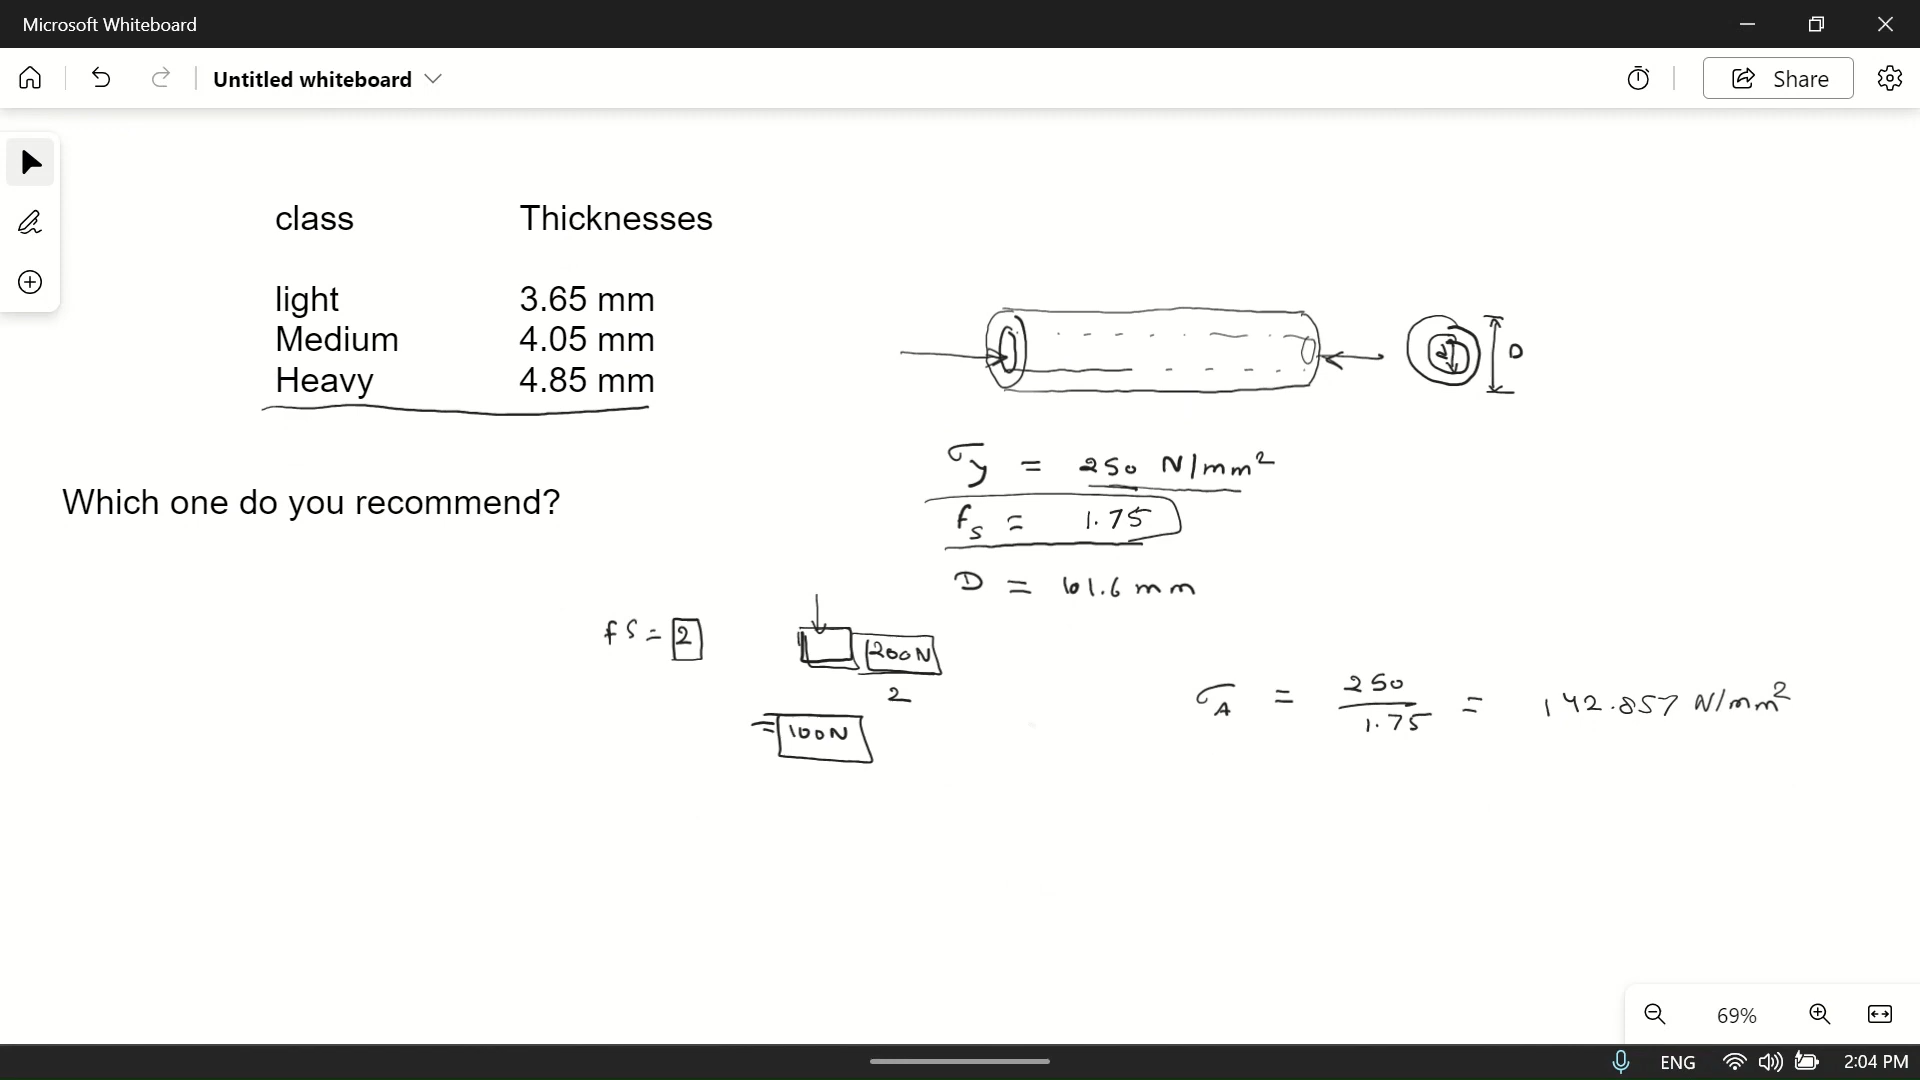 Microsoft Whiteboard
Untitled whiteboard
Share
class Thicknesses
light 3.65 mm
Medium 4.05 mm
Heavy 4.85 mm
Which one do you recommend?
d D
σy = 250 N/mm²
fs = 1.75
D = 101.6 mm
fs = 2
200N
2
= 100N
σA = 250/1.75 = 142.857 N/mm²
69%
ENG 2:04 PM